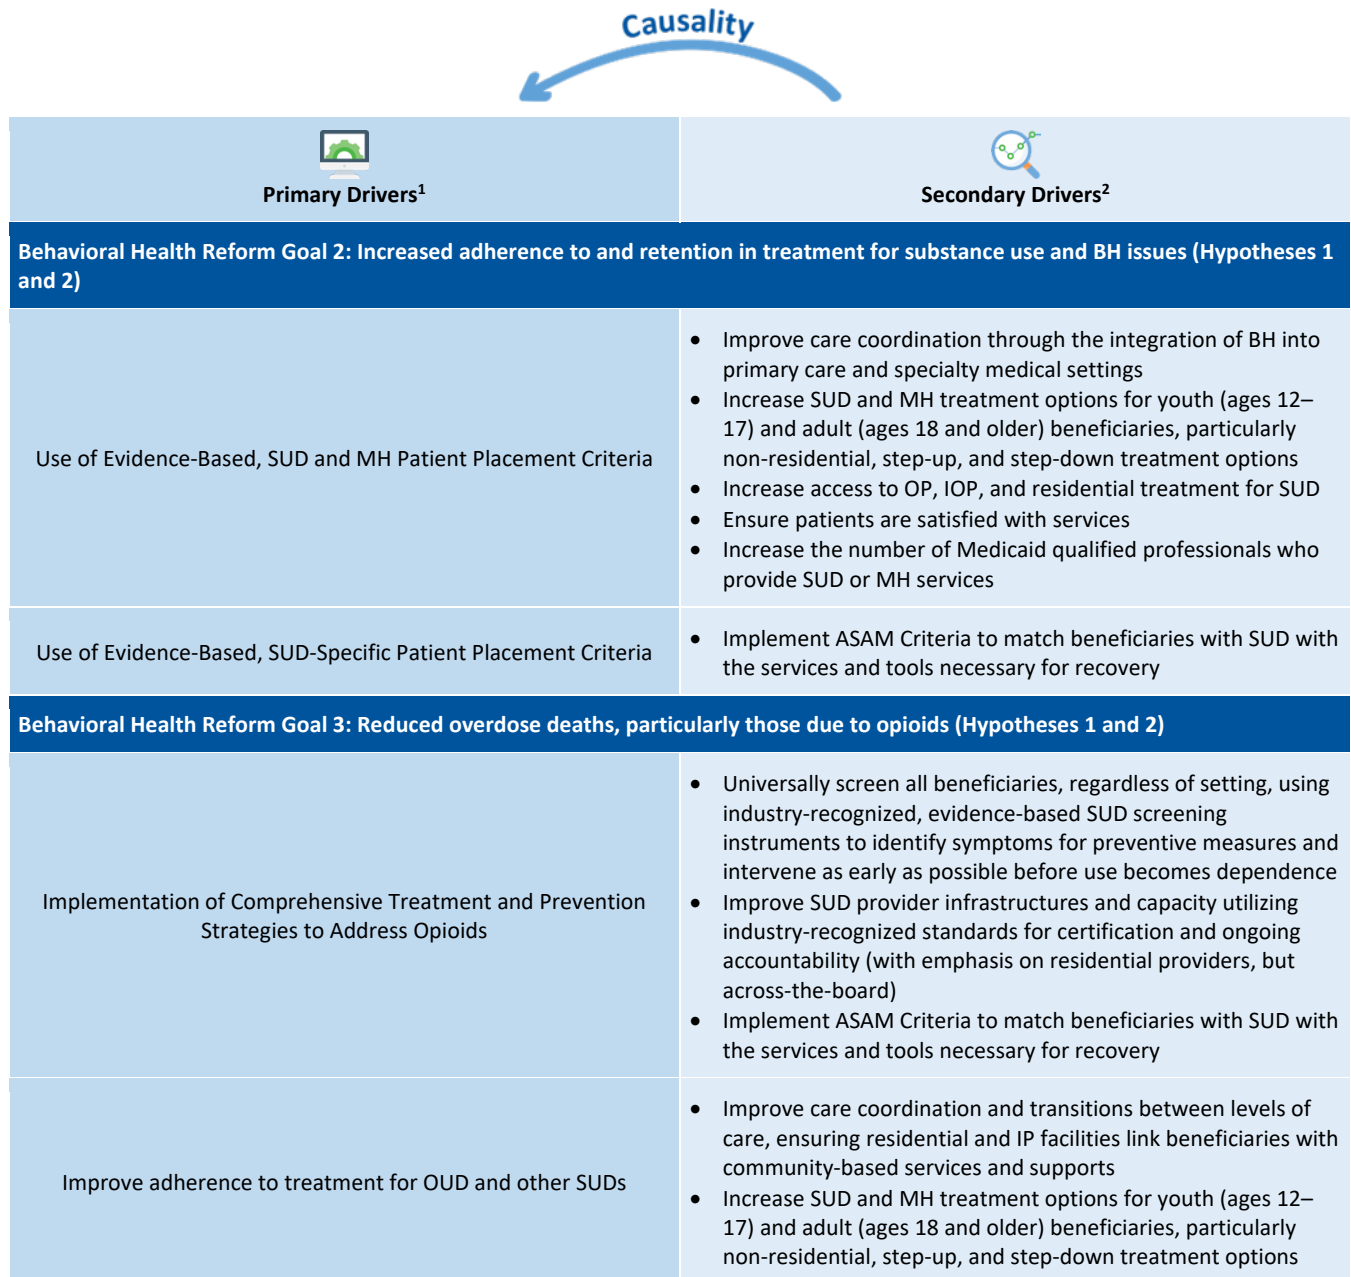 Causality
Primary Drivers1
Secondary Drivers2
Behavioral Health Reform Goal 2: Increased adherence to and retention in treatment for substance use and BH issues (Hypotheses 1
and 2)
Use of Evidence-Based, SUD and MH Patient Placement Criteria
• Improve care coordination through the integration of BH into
primary care and specialty medical settings
• Increase SUD and MH treatment options for youth (ages 12–
17) and adult (ages 18 and older) beneficiaries, particularly
non-residential, step-up, and step-down treatment options
• Increase access to OP, IOP, and residential treatment for SUD
• Ensure patients are satisfied with services
• Increase the number of Medicaid qualified professionals who
provide SUD or MH services
Use of Evidence-Based, SUD-Specific Patient Placement Criteria
• Implement ASAM Criteria to match beneficiaries with SUD with
the services and tools necessary for recovery
Behavioral Health Reform Goal 3: Reduced overdose deaths, particularly those due to opioids (Hypotheses 1 and 2)
Implementation of Comprehensive Treatment and Prevention
Strategies to Address Opioids
• Universally screen all beneficiaries, regardless of setting, using
industry-recognized, evidence-based SUD screening
instruments to identify symptoms for preventive measures and
intervene as early as possible before use becomes dependence
• Improve SUD provider infrastructures and capacity utilizing
industry-recognized standards for certification and ongoing
accountability (with emphasis on residential providers, but
across-the-board)
• Implement ASAM Criteria to match beneficiaries with SUD with
the services and tools necessary for recovery
Improve adherence to treatment for OUD and other SUDs
• Improve care coordination and transitions between levels of
care, ensuring residential and IP facilities link beneficiaries with
community-based services and supports
• Increase SUD and MH treatment options for youth (ages 12–
17) and adult (ages 18 and older) beneficiaries, particularly
non-residential, step-up, and step-down treatment options